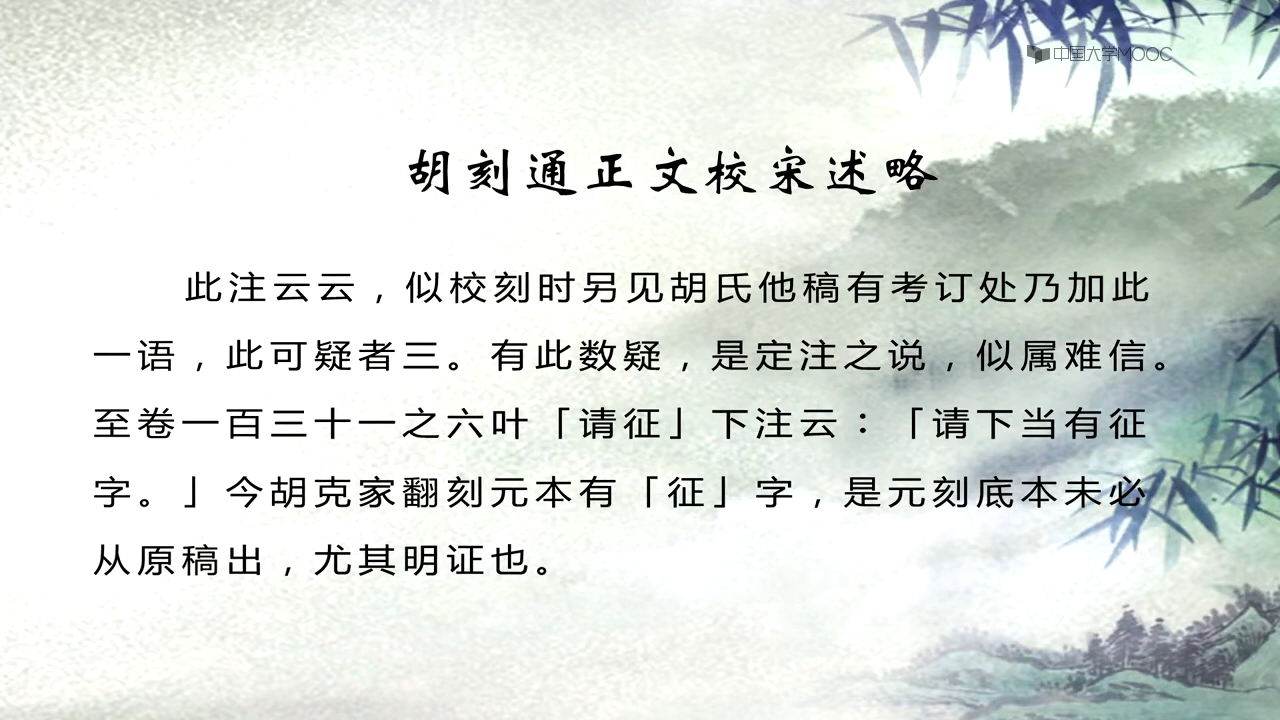 中国大学MOOC
胡刻通正文校宋述略
此注云云，似校刻时另见胡氏他稿有考订处乃加此
一语，此可疑者三。有此数疑，是定注之说，似属难信。
至卷一百三十一之六叶「请征」下注云：「请下当有征
字。」今胡克家翻刻元本有「征」字，是元刻底本未必
从原稿出，尤其明证也。